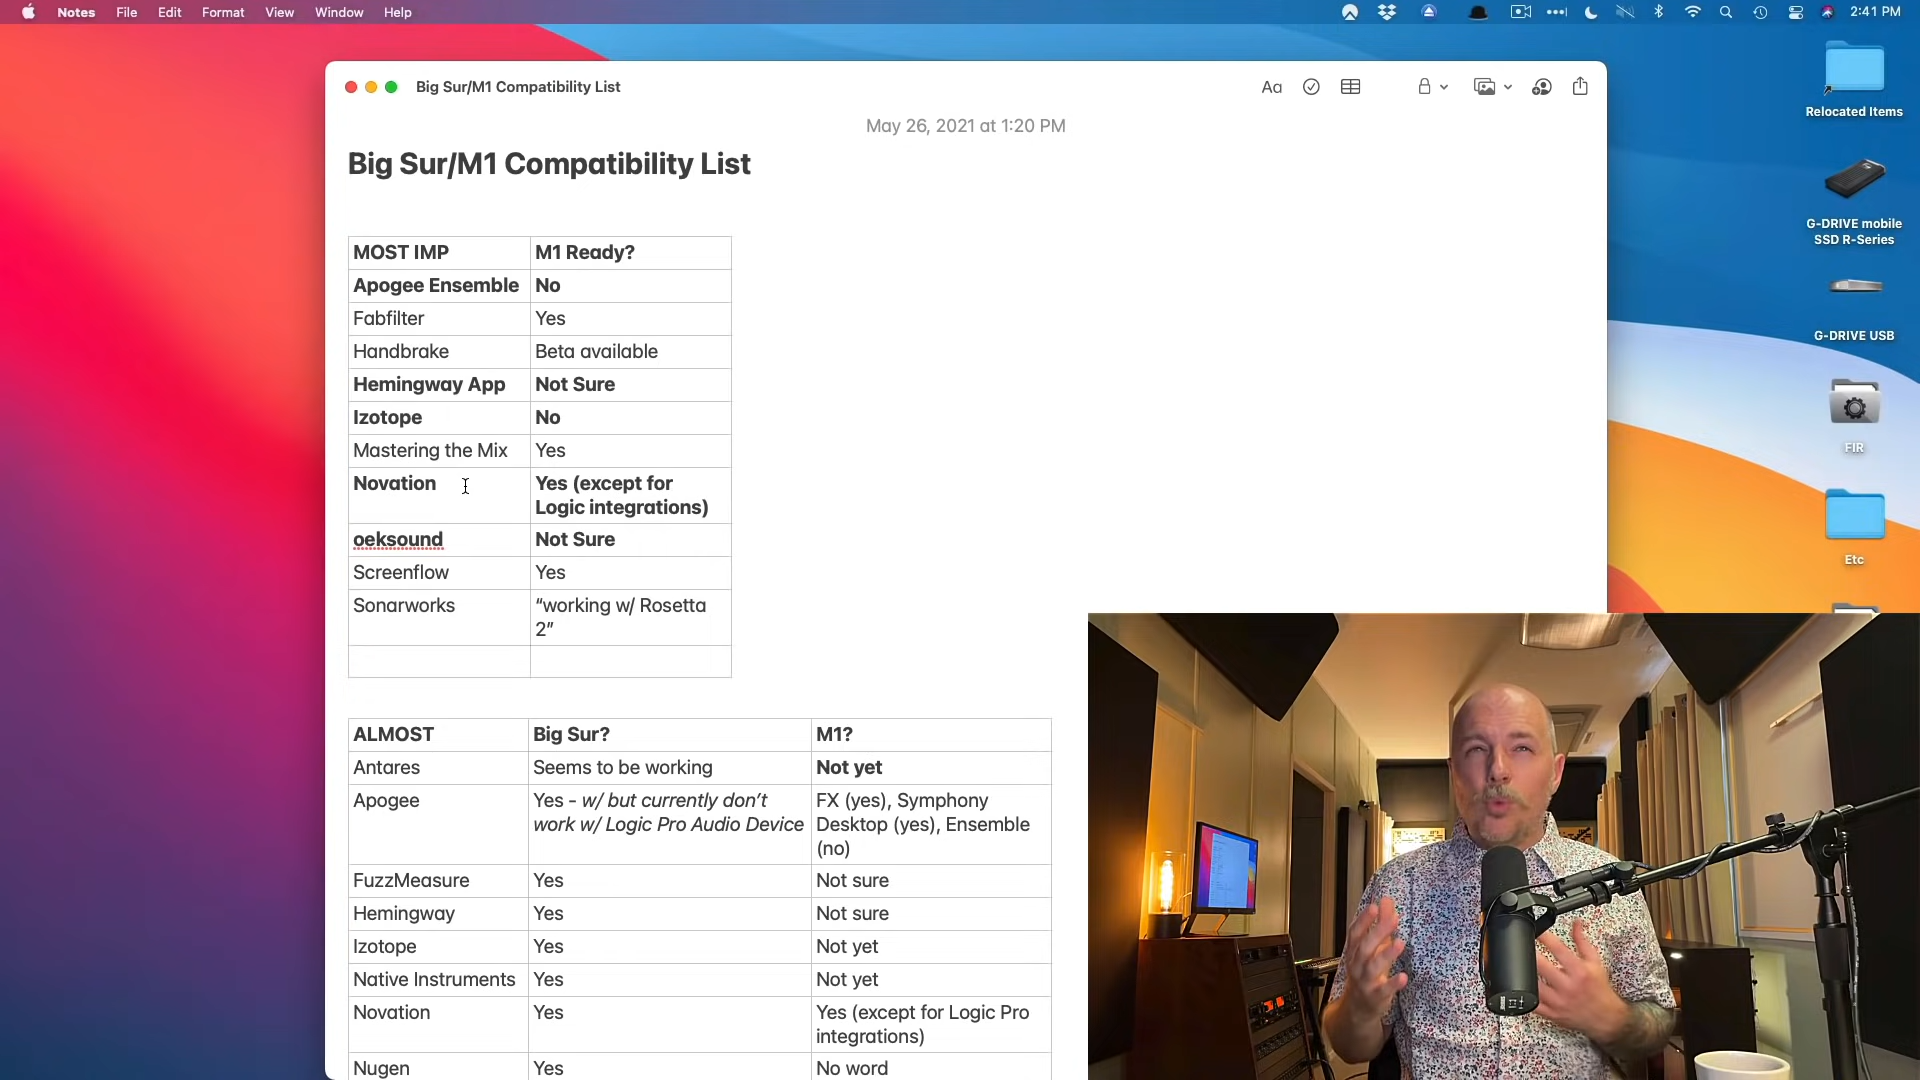 Notes File Edit Format View Window Help 2:41 PM
Big Sur/M1 Compatibility List
May 26, 2021 at 1:20 PM
Big Sur/M1 Compatibility List
MOST IMP M1 Ready?
Apogee Ensemble No
Fabfilter Yes
Handbrake Beta available
Hemingway App Not Sure
Izotope No
Mastering the Mix Yes
Novation Yes (except for
Logic integrations)
oeksound Not Sure
Screenflow Yes
Sonarworks “working w/ Rosetta
2”
ALMOST Big Sur? M1?
Antares Seems to be working Not yet
Apogee Yes - w/ but currently don’t FX (yes), Symphony
work w/ Logic Pro Audio Device Desktop (yes), Ensemble
(no)
FuzzMeasure Yes Not sure
Hemingway Yes Not sure
Izotope Yes Not yet
Native Instruments Yes Not yet
Novation Yes Yes (except for Logic Pro
integrations)
Nugen Yes No word
Relocated Items
G-DRIVE mobile
SSD R-Series
G-DRIVE USB
FIR
Etc